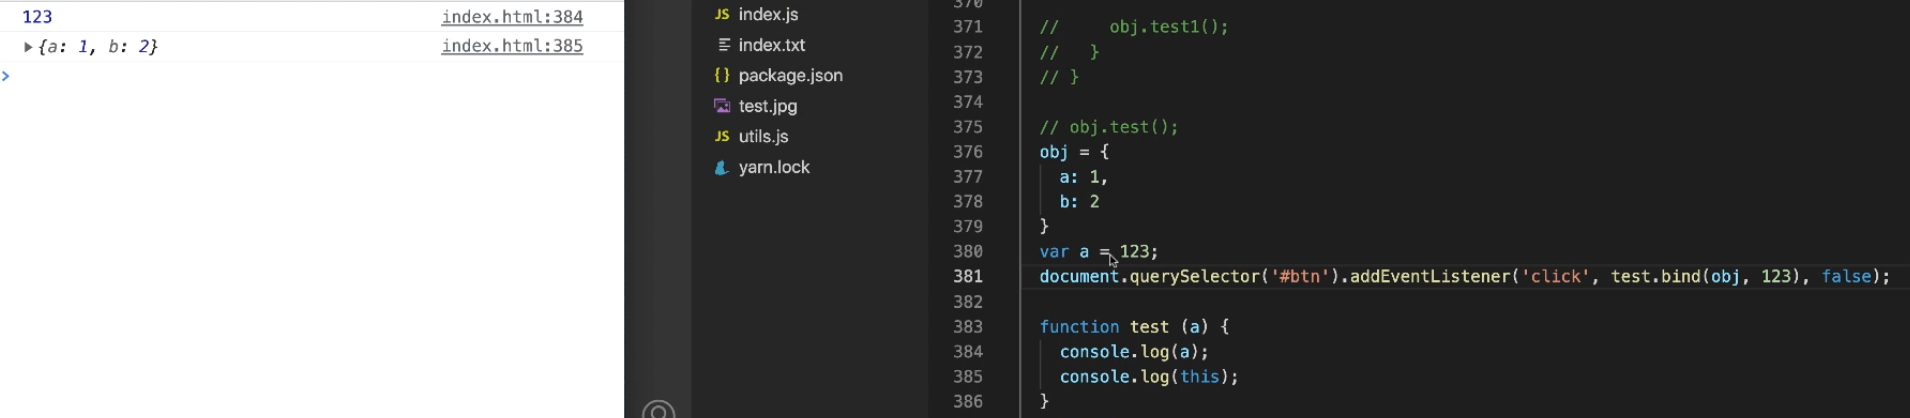 123 index.html:384
{a: 1, b: 2} index.html:385
>
JS index.js
index.txt
{} package.json
test.jpg
JS utils.js
yarn.lock
370
371 //     obj.test1();
372 //   }
373 // }
374
375 // obj.test();
376 obj = {
377   a: 1,
378   b: 2
379 }
380 var a = 123;
381 document.querySelector('#btn').addEventListener('click', test.bind(obj, 123), false);
382
383 function test (a) {
384   console.log(a);
385   console.log(this);
386 }